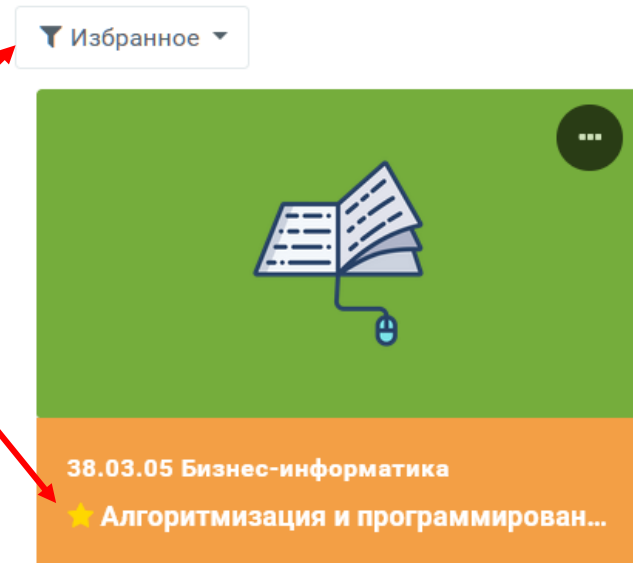 Избранное
38.03.05 Бизнес-информатика
Алгоритмизация и программирован...